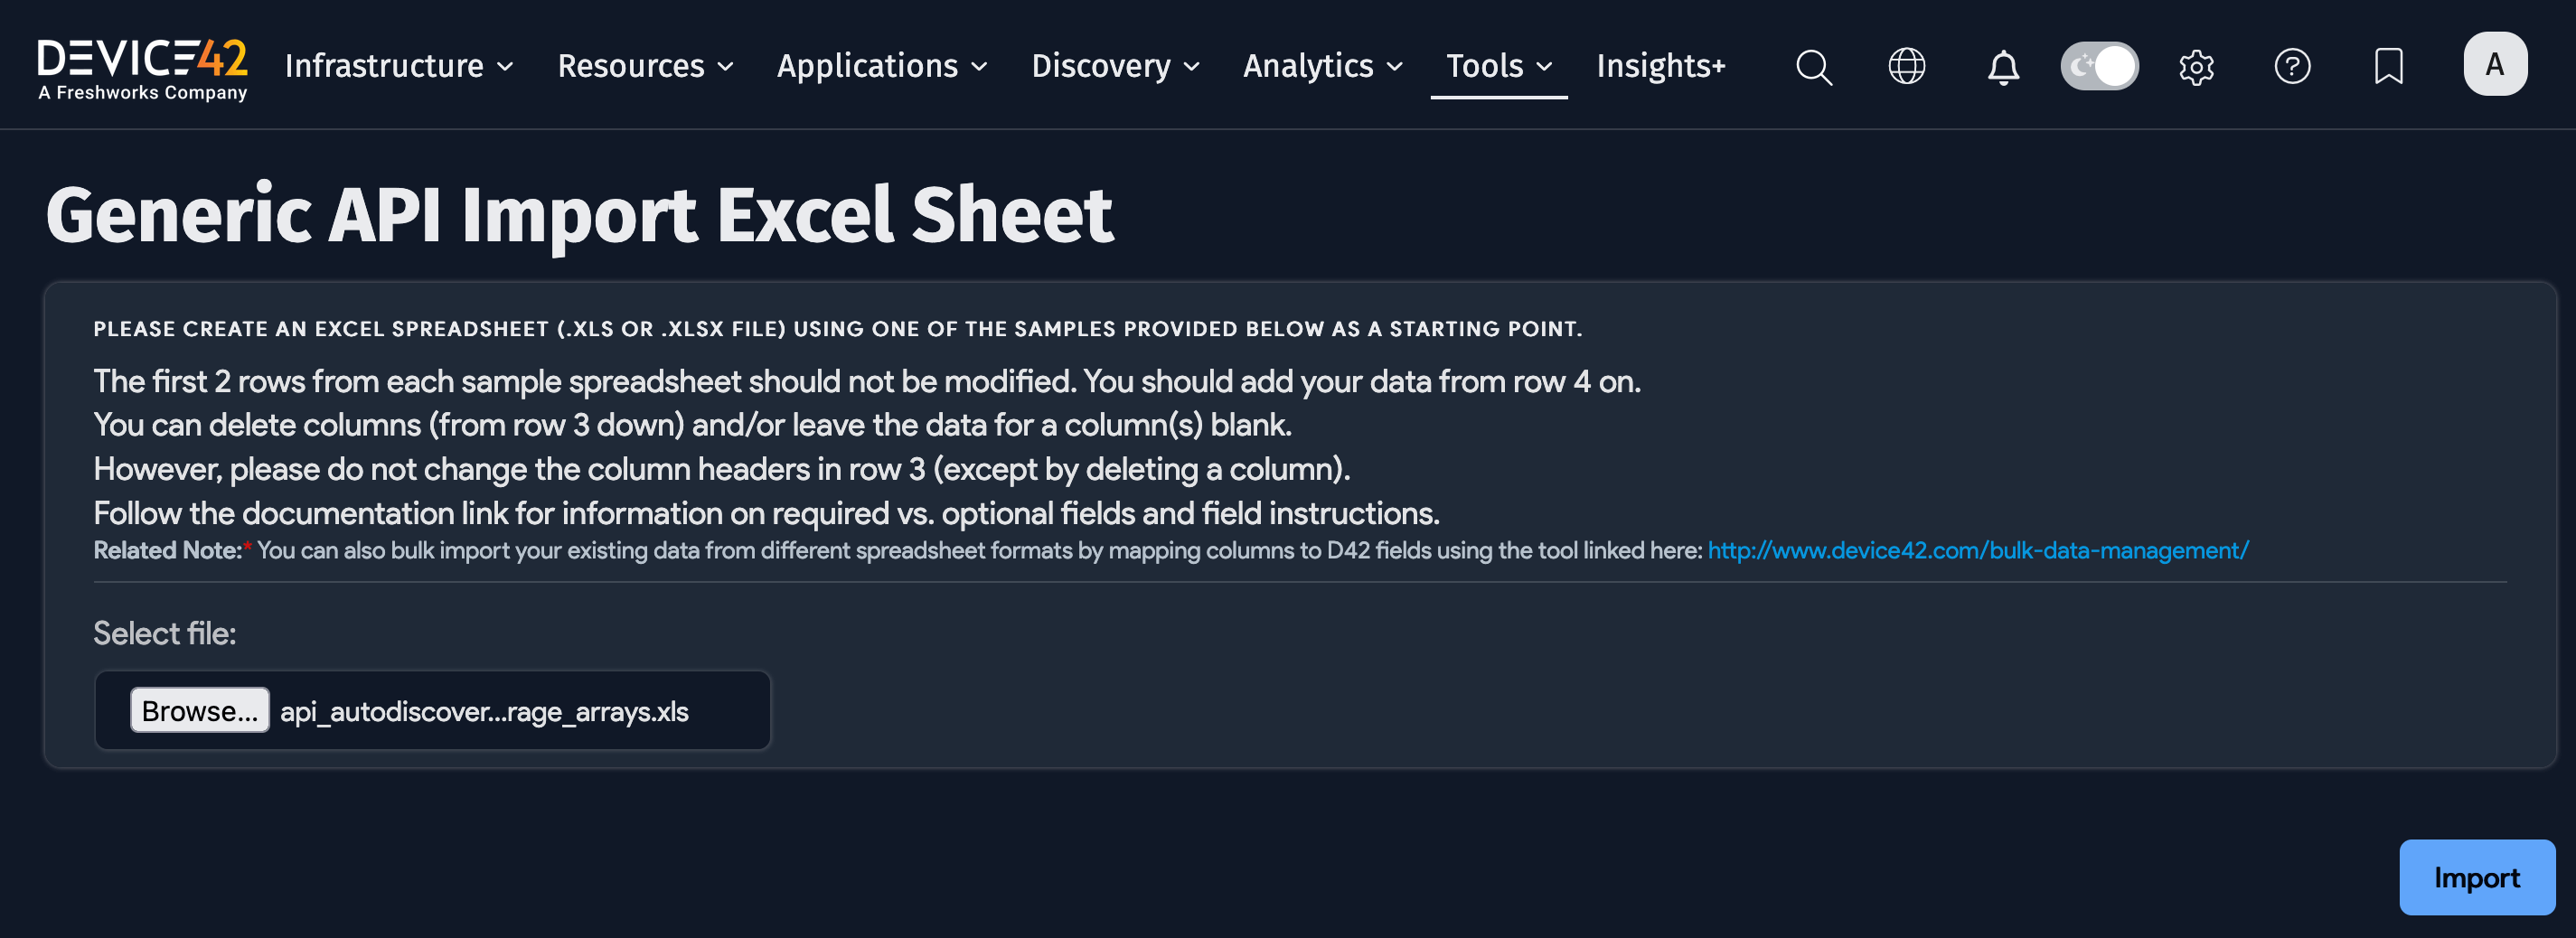 DEVICE42
A Freshworks Company
Infrastructure
Resources
Applications
Discovery
Analytics
Tools
Insights+
A
Generic API Import Excel Sheet
PLEASE CREATE AN EXCEL SPREADSHEET (.XLS OR .XLSX FILE) USING ONE OF THE SAMPLES PROVIDED BELOW AS A STARTING POINT.
The first 2 rows from each sample spreadsheet should not be modified. You should add your data from row 4 on.
You can delete columns (from row 3 down) and/or leave the data for a column(s) blank.
However, please do not change the column headers in row 3 (except by deleting a column).
Follow the documentation link for information on required vs. optional fields and field instructions.
Related Note:* You can also bulk import your existing data from different spreadsheet formats by mapping columns to D42 fields using the tool linked here: http://www.device42.com/bulk-data-management/
Select file:
Browse... api_autodiscover...rage_arrays.xls
Import